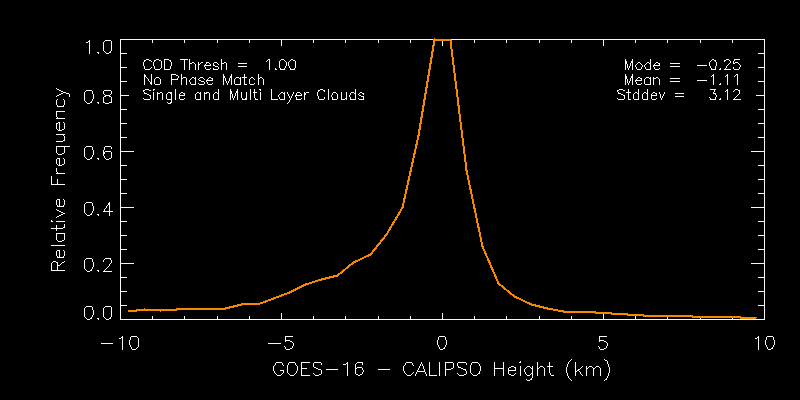 1.0
COD Thresh = 1.00
Mode = -0.25
No Phase Match
Mean = -1.11
Single and Multi Layer Clouds
Stddev = 3.12
0.8
0.6
0.4
0.2
0.0
Relative Frequency
-10 -5 0 5 10
GOES-16 - CALIPSO Height (km)